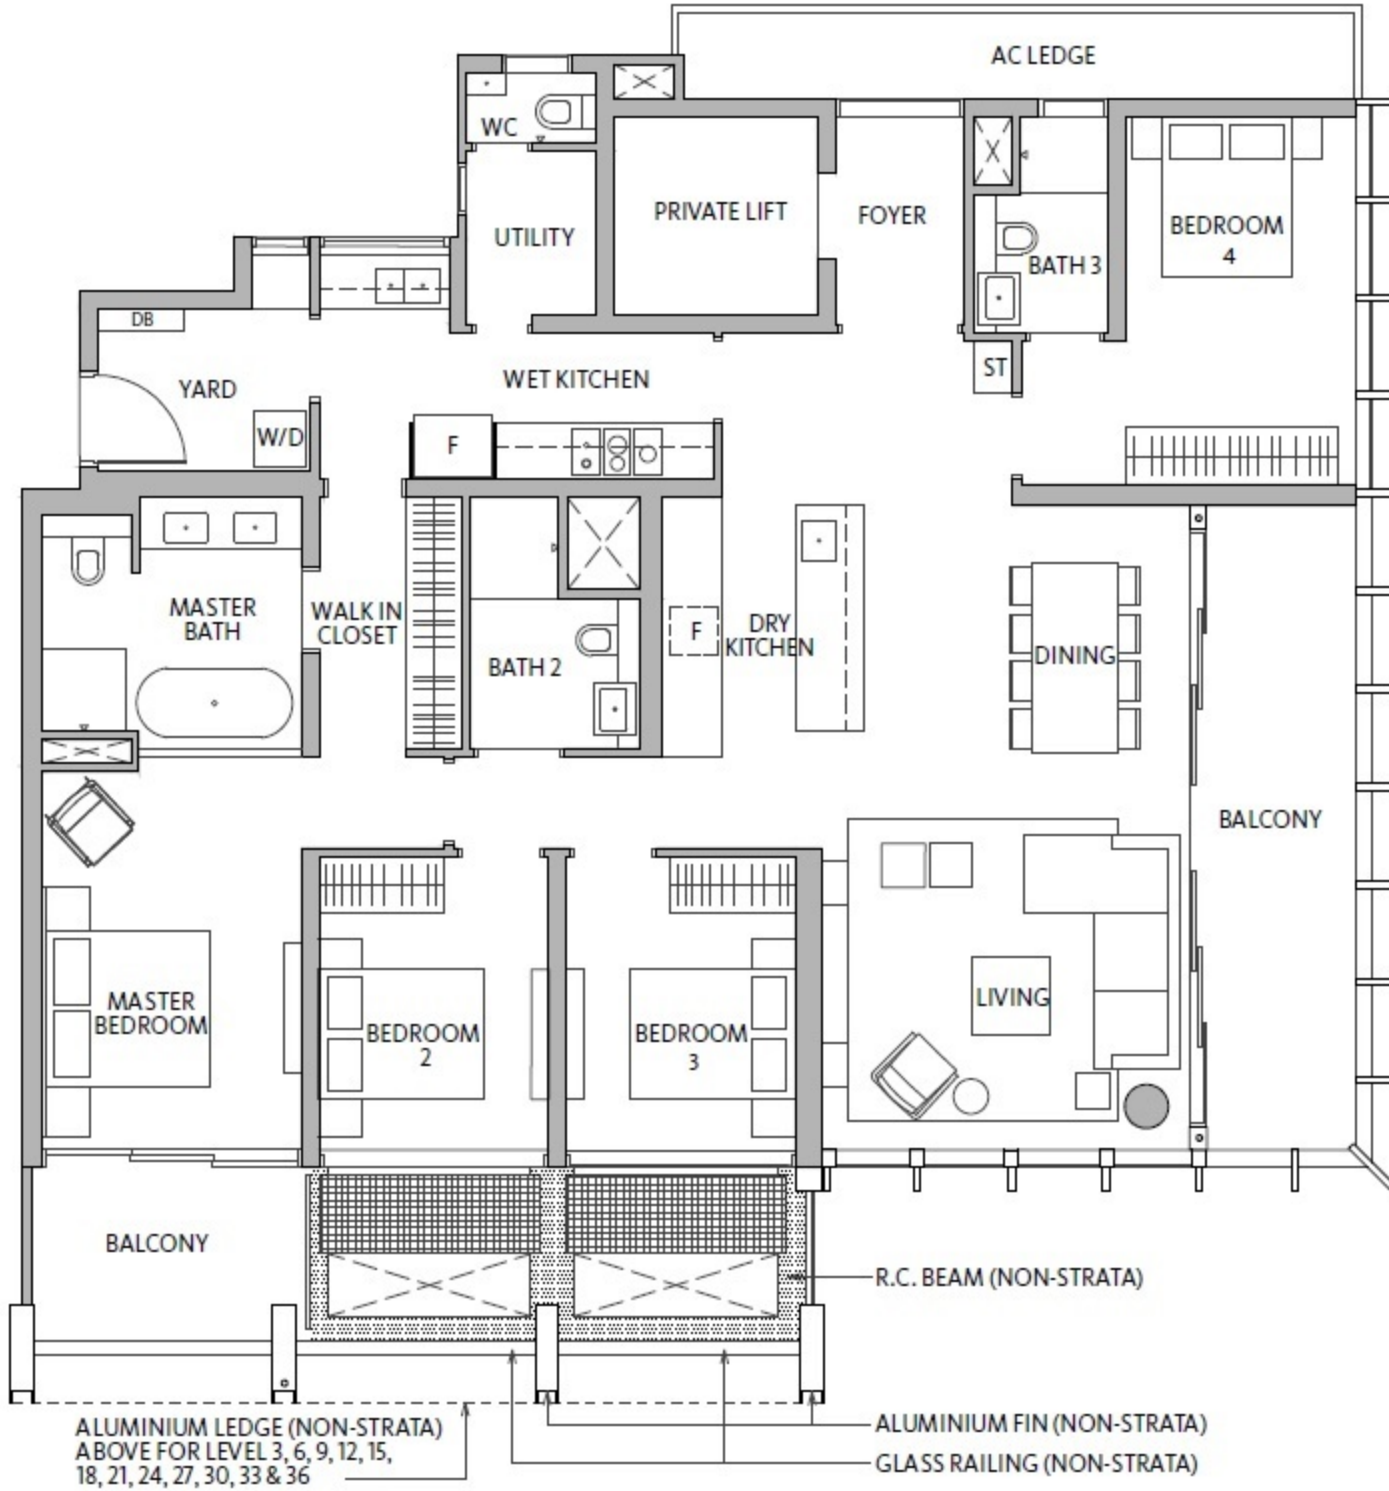 AC LEDGE
WC
PRIVATE LIFT
FOYER
UTILITY
BATH 3
BEDROOM
4
DB
YARD
WET KITCHEN
ST
W/D
F
MASTER
BATH
WALK IN
CLOSET
BATH 2
F
DRY
KITCHEN
DINING
BALCONY
MASTER
BEDROOM
BEDROOM
2
BEDROOM
3
LIVING
BALCONY
R.C. BEAM (NON-STRATA)
ALUMINIUM LEDGE (NON-STRATA)
ABOVE FOR LEVEL 3, 6, 9, 12, 15,
18, 21, 24, 27, 30, 33 & 36
ALUMINIUM FIN (NON-STRATA)
GLASS RAILING (NON-STRATA)